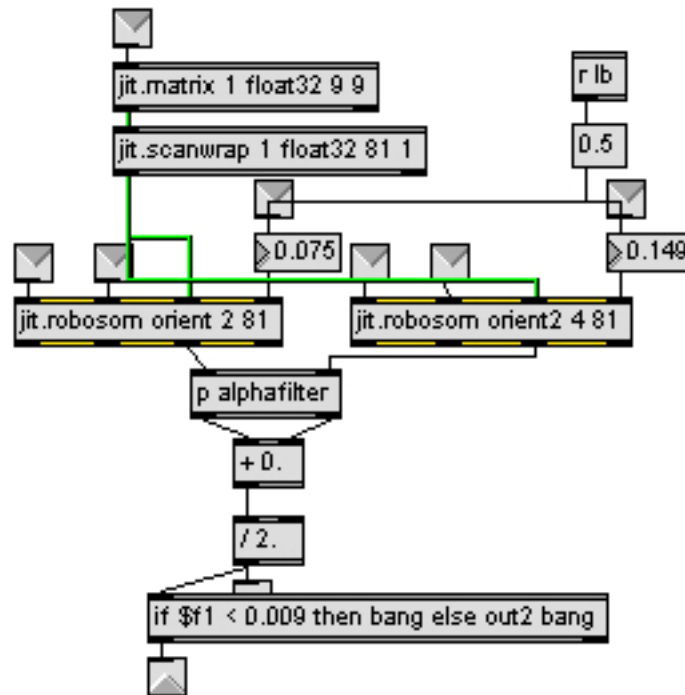 jit.matrix 1 float32 9 9
r lb
jit.scanwrap 1 float32 81 1
0.5
0.075
0.149
jit.robosom orient 2 81
jit.robosom orient2 4 81
p alphafilter
+ 0.
/ 2.
if $f1 < 0.009 then bang else out2 bang